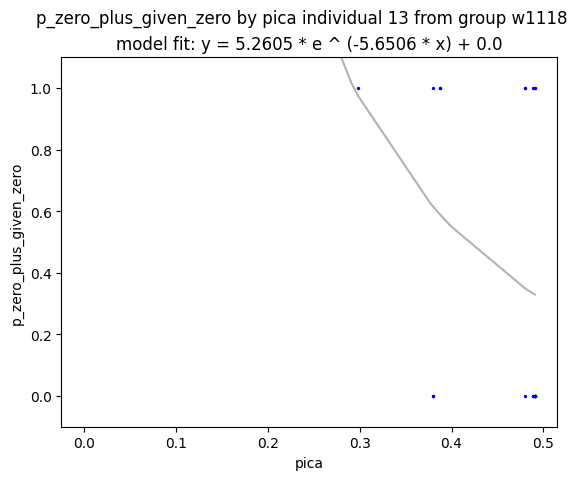 p_zero_plus_given_zero by pica individual 13 from group w1118
model fit: y = 5.2605 * e ^ (-5.6506 * x) + 0.0
1.0
0.8
0.6
0.4
0.2
0.0
p_zero_plus_given_zero
0.0 0.1 0.2 0.3 0.4 0.5
pica